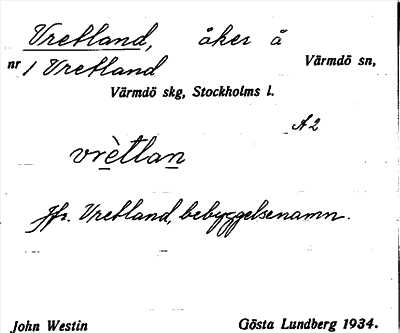 Vretland, åker å Värmdö sn,
nr 1 Vretland
Värmdö skg, Stockholms l.
A2
vrètlan
Jfr. Vretland, bebyggelsenamn.
John Westin Gösta Lundberg 1934.